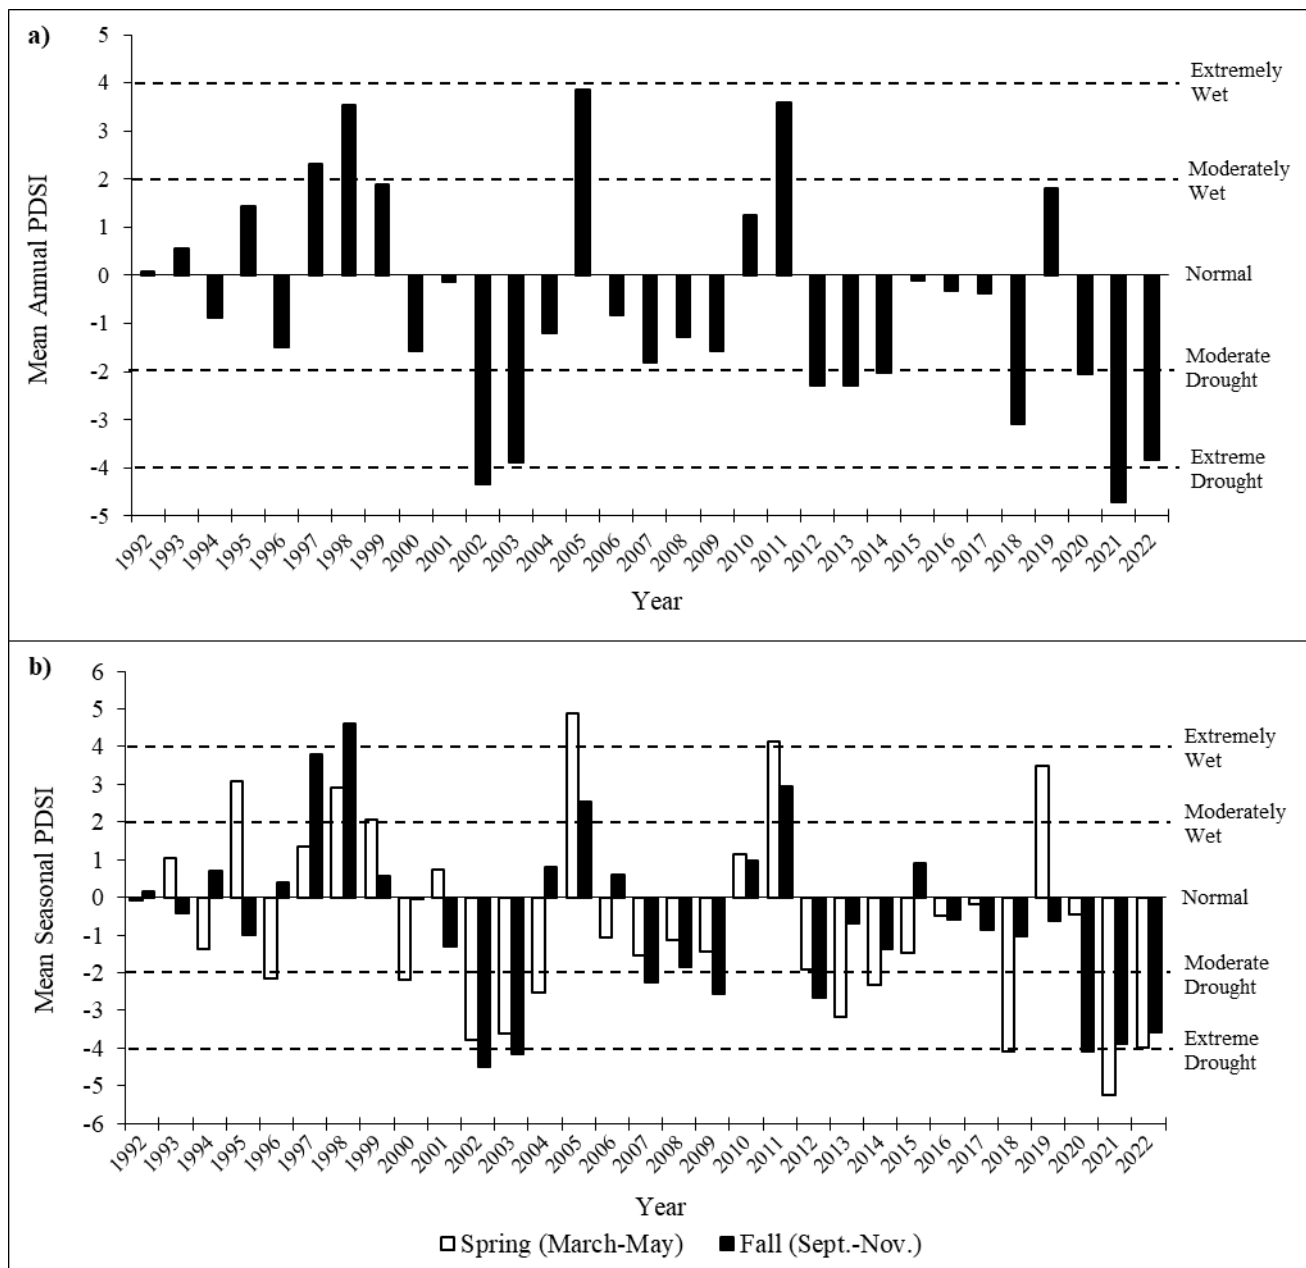 a)
5
4
3
2
1
0
-1
-2
-3
-4
-5
Mean Annual PDSI
Extremely
Wet
Moderately
Wet
Normal
Moderate
Drought
Extreme
Drought
1992 1993 1994 1995 1996 1997 1998 1999 2000 2001 2002 2003 2004 2005 2006 2007 2008 2009 2010 2011 2012 2013 2014 2015 2016 2017 2018 2019 2020 2021 2022
Year
b)
6
5
4
3
2
1
0
-1
-2
-3
-4
-5
-6
Mean Seasonal PDSI
Extremely
Wet
Moderately
Wet
Normal
Moderate
Drought
Extreme
Drought
1992 1993 1994 1995 1996 1997 1998 1999 2000 2001 2002 2003 2004 2005 2006 2007 2008 2009 2010 2011 2012 2013 2014 2015 2016 2017 2018 2019 2020 2021 2022
Year
Spring (March-May) Fall (Sept.-Nov.)